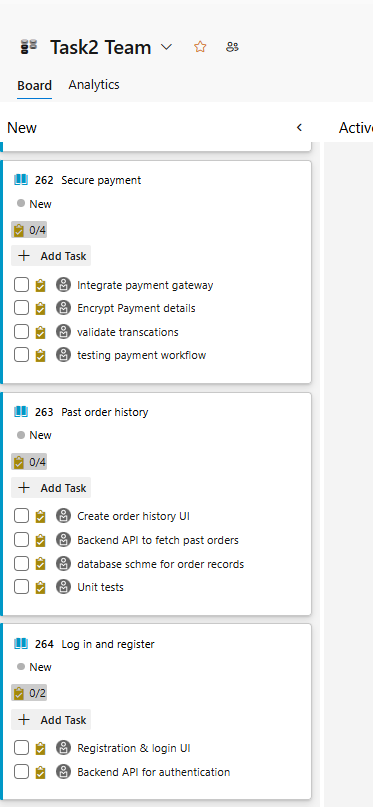 Task2 Team
Board Analytics
New
Active
262 Secure payment
New
0/4
+ Add Task
Integrate payment gateway
Encrypt Payment details
validate transcations
testing payment workflow
263 Past order history
New
0/4
+ Add Task
Create order history UI
Backend API to fetch past orders
database schme for order records
Unit tests
264 Log in and register
New
0/2
+ Add Task
Registration & login UI
Backend API for authentication